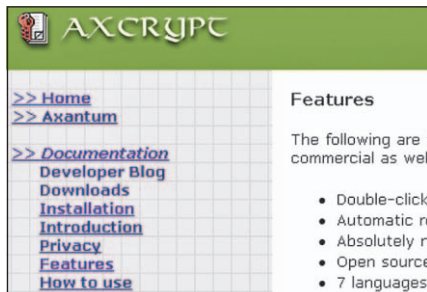 AXCRYPT
>> Home
>> Axantum
>> Documentation
Developer Blog
Downloads
Installation
Introduction
Privacy
Features
How to use
Features
The following are
commercial as wel
• Double-click
• Automatic r
• Absolutely n
• Open source
• 7 languages